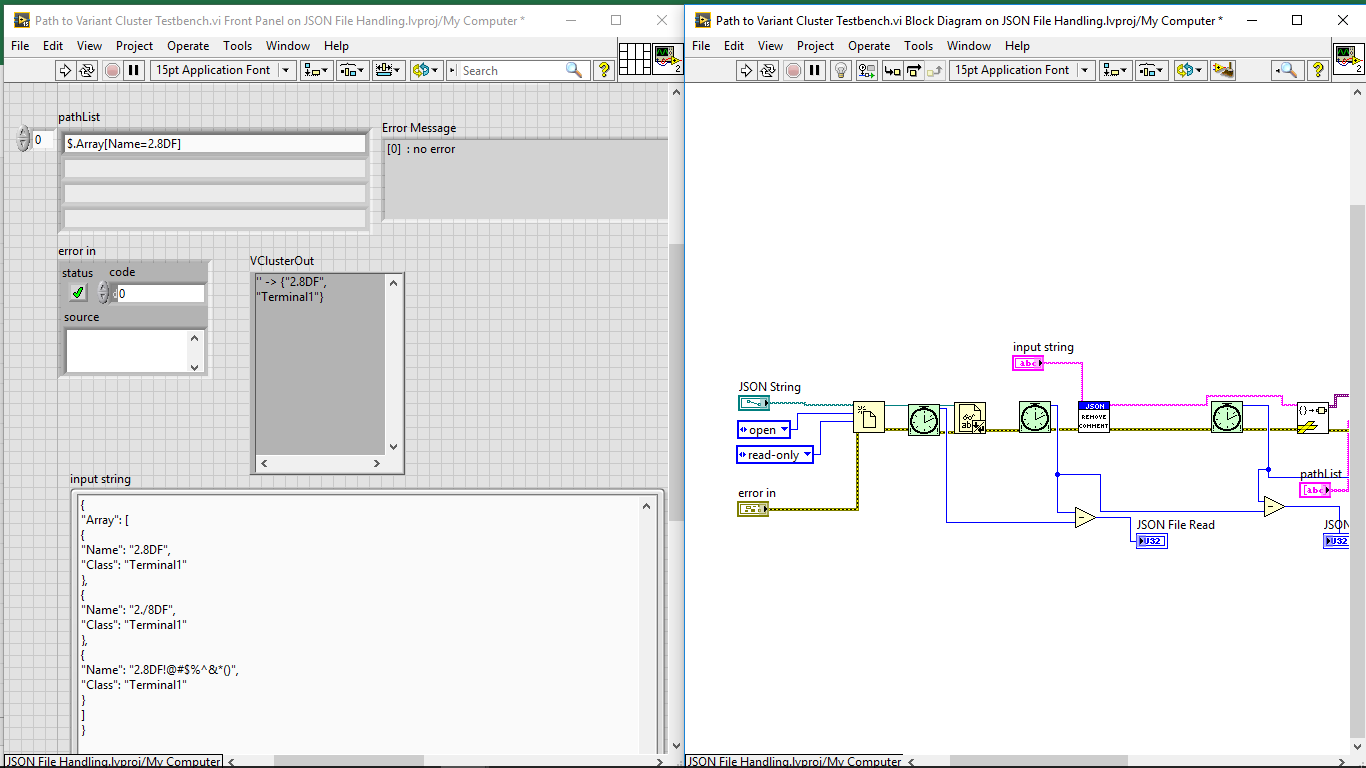 Path to Variant Cluster Testbench.vi Front Panel on JSON File Handling.lvproj/My Computer *
File Edit View Project Operate Tools Window Help
15pt Application Font
Search
2
pathList
0
$.Array[Name=2.8DF]
Error Message
[0] : no error
error in
status code
0
source
VClusterOut
'' -> {"2.8DF",
"Terminal1"}
input string
{
"Array": [
{
"Name": "2.8DF",
"Class": "Terminal1"
},
{
"Name": "2./8DF",
"Class": "Terminal1"
},
{
"Name": "2.8DF!@#$%^&*()",
"Class": "Terminal1"
}
]
}
JSON File Handling.lvproj/My Computer
Path to Variant Cluster Testbench.vi Block Diagram on JSON File Handling.lvproj/My Computer *
File Edit View Project Operate Tools Window Help
15pt Application Font
2
input string
abc
JSON String
open
read-only
error in
JSON
REMOVE
COMMENT
pathList
[abc]
JSON File Read
U32
JSON
U32
JSON File Handling.lvproj/My Computer